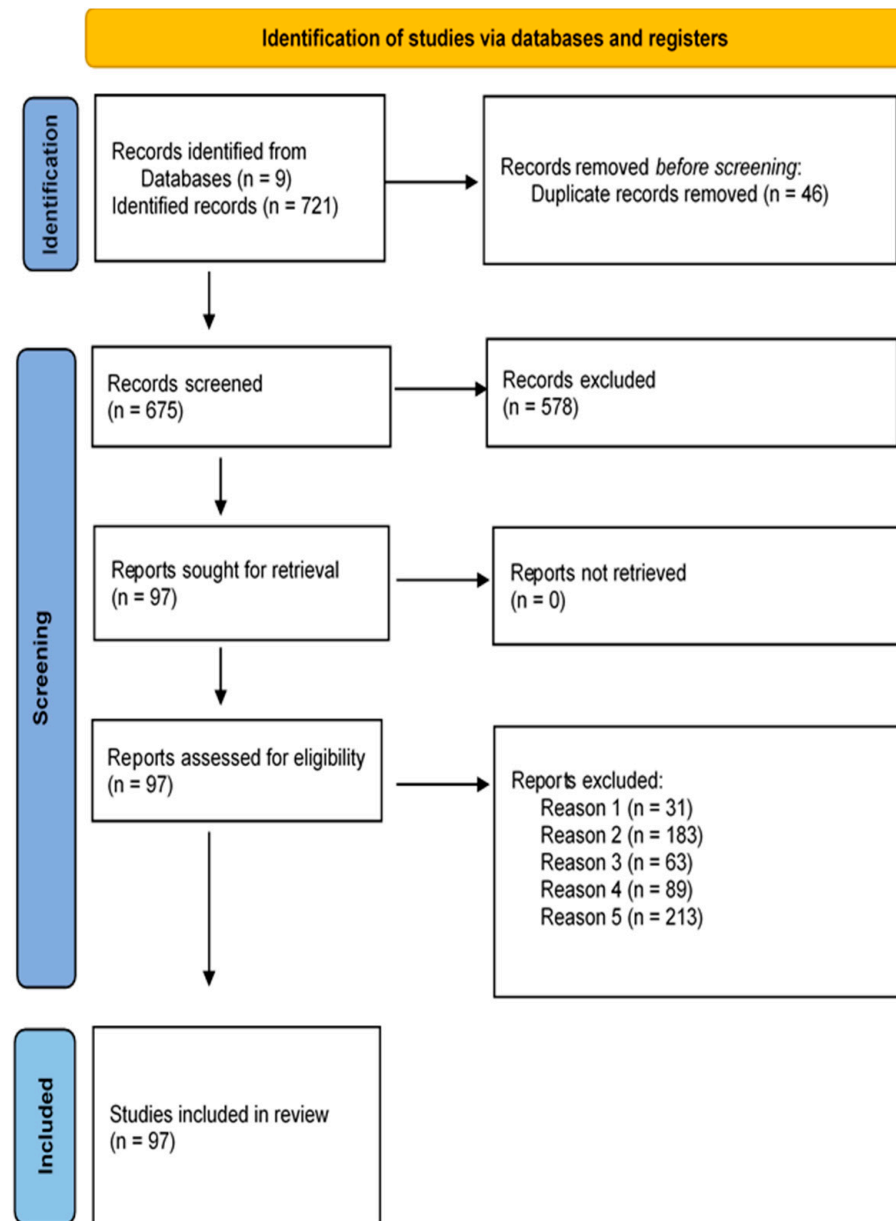 Identification of studies via databases and registers
Identification
Records identified from
Databases (n = 9)
Identified records (n = 721)
Records removed before screening:
Duplicate records removed (n = 46)
Screening
Records screened
(n = 675)
Records excluded
(n = 578)
Reports sought for retrieval
(n = 97)
Reports not retrieved
(n = 0)
Reports assessed for eligibility
(n = 97)
Reports excluded:
Reason 1 (n = 31)
Reason 2 (n = 183)
Reason 3 (n = 63)
Reason 4 (n = 89)
Reason 5 (n = 213)
Included
Studies included in review
(n = 97)